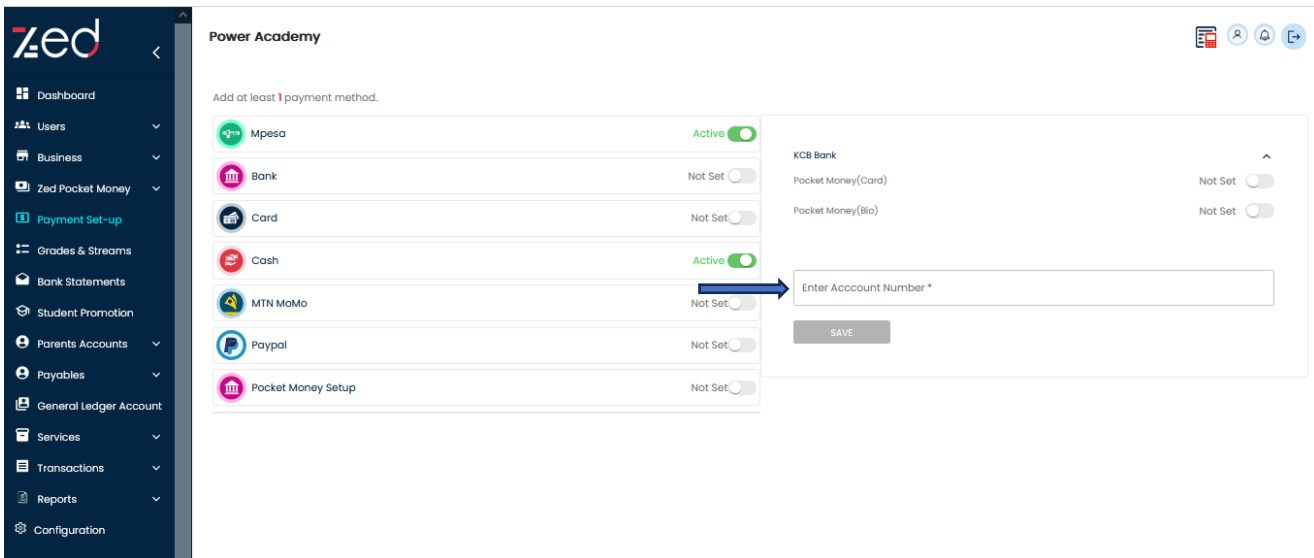 zed
Power Academy
Dashboard
Users
Business
Zed Pocket Money
Payment Set-up
Grades & Streams
Bank Statements
Student Promotion
Parents Accounts
Payables
General Ledger Account
Services
Transactions
Reports
Configuration
Add at least 1 payment method.
Mpesa Active
Bank Not Set
Card Not Set
Cash Active
MTN MoMo Not Set
Paypal Not Set
Pocket Money Setup Not Set
KCB Bank
Pocket Money(Card) Not Set
Pocket Money(Bio) Not Set
Enter Acccount Number *
SAVE